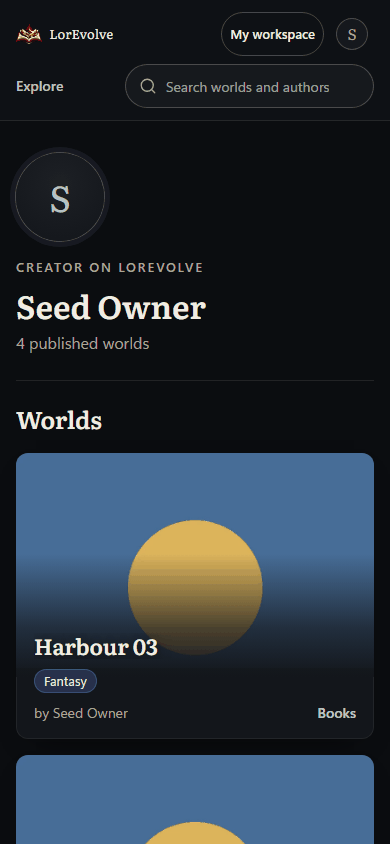 LorEvolve
My workspace
S
Explore
Search worlds and authors
S
CREATOR ON LOREVOLVE
Seed Owner
4 published worlds
Worlds
Harbour 03
Fantasy
by Seed Owner
Books